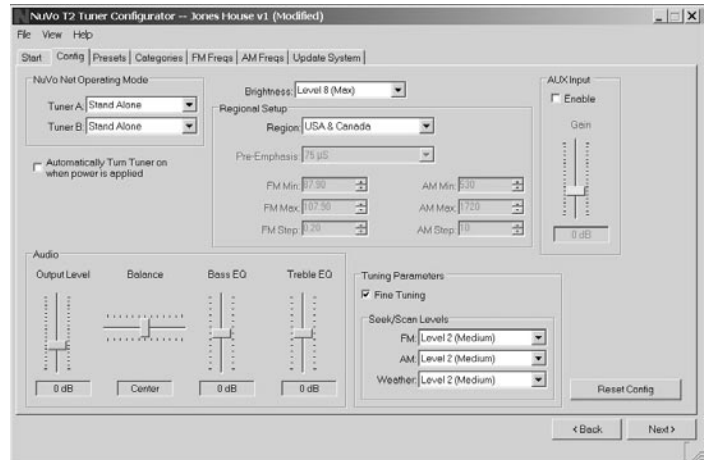 NuVo T2 Tuner Configurator -- Jones House v1 (Modified)
File View Help
Start Config Presets Categories FM Freqs AM Freqs Update System
NuVo Net Operating Mode
Tuner A: Stand Alone
Tuner B: Stand Alone
Automatically Turn Tuner on
when power is applied
Brightness: Level 8 (Max)
Regional Setup
Region: USA & Canada
Pre-Emphasis: 75 µS
FM Min: 87.90
AM Min: 530
FM Max: 107.90
AM Max: 1720
FM Step: 0.20
AM Step: 10
AUX Input
Enable
Gain
0 dB
Audio
Output Level Balance Bass EQ Treble EQ
0 dB Center 0 dB 0 dB
Tuning Parameters
Fine Tuning
Seek/Scan Levels
FM: Level 2 (Medium)
AM: Level 2 (Medium)
Weather: Level 2 (Medium)
Reset Config
< Back Next >